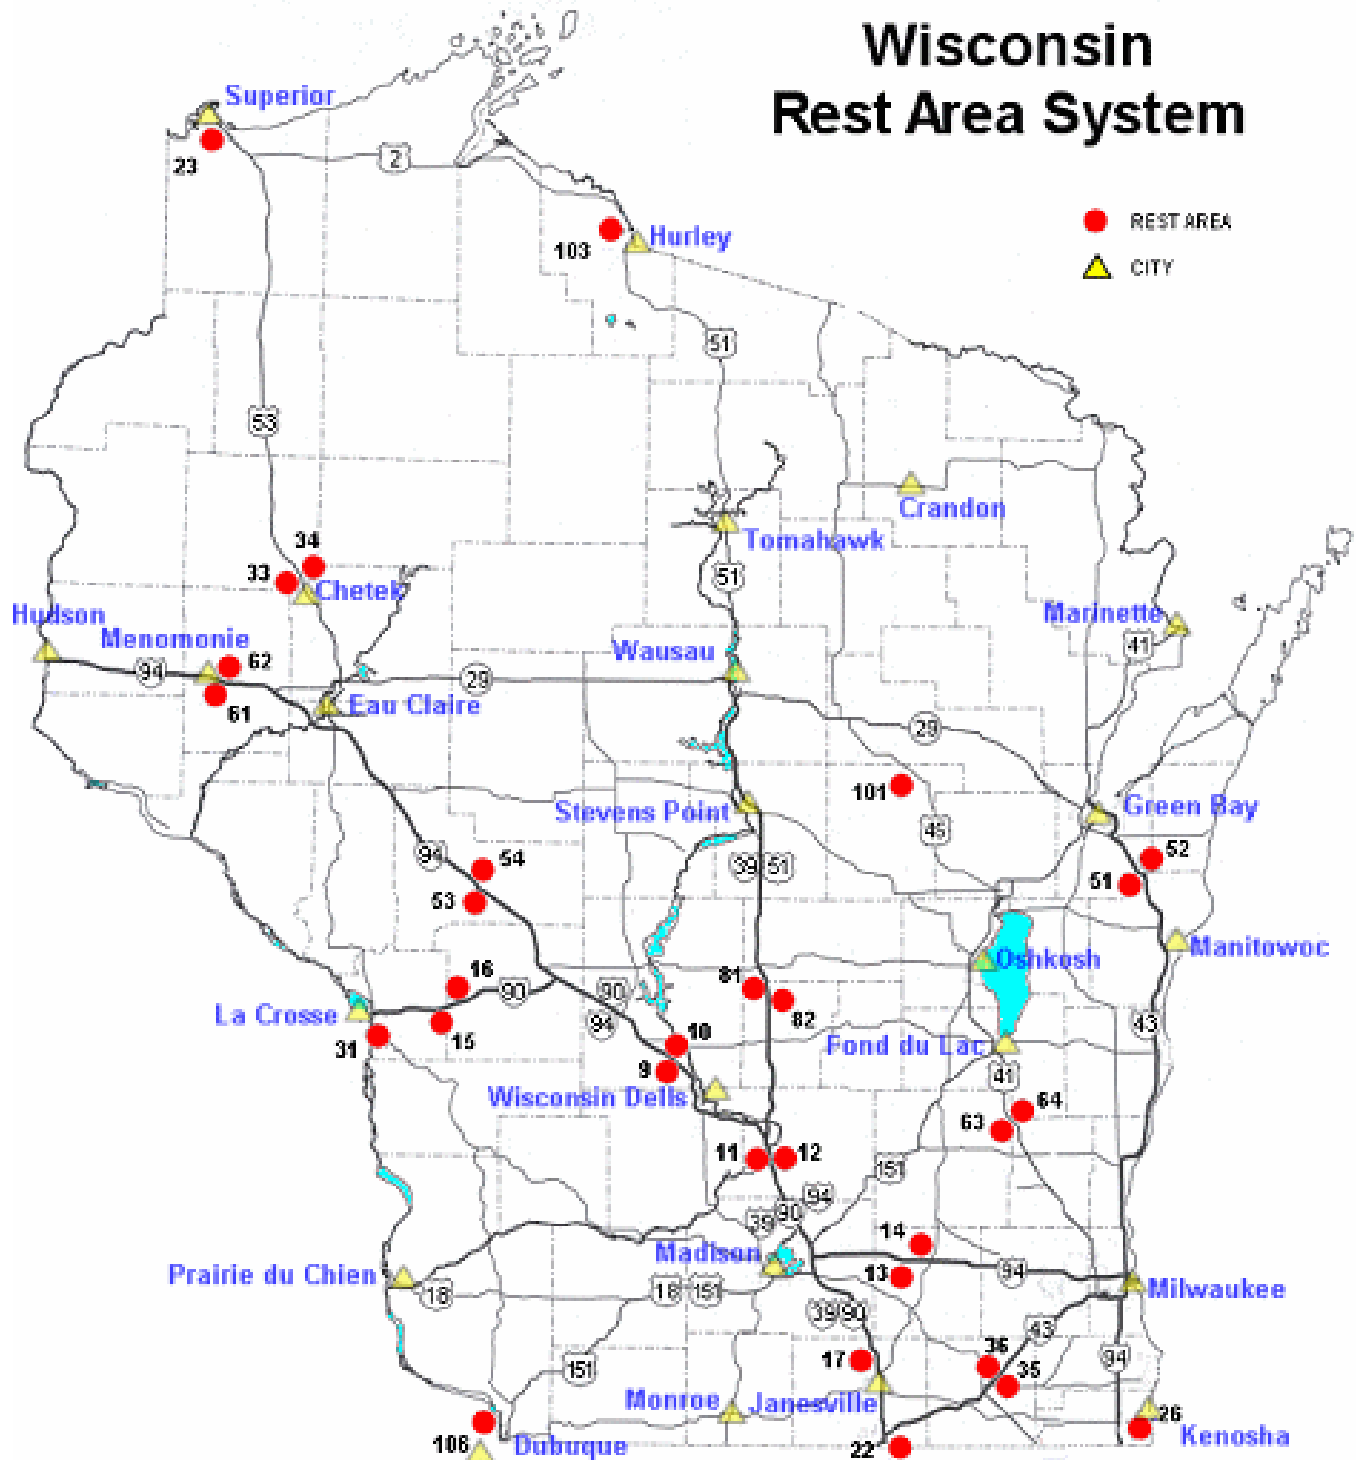 Wisconsin
Rest Area System
Superior
23
2
REST AREA
Hurley
103
CITY
51
53
Crandon
34
Tomahawk
33
51
Chetek
Hudson
Marinette
Menomonie
62
Wausau
41
94
29
61
Eau Claire
29
101
Stevens Point
Green Bay
45
94
54
39
51
52
53
51
Manitowoc
Oshkosh
16
90
90
81
82
La Crosse
15
94
43
31
10
Fond du Lac
9
41
Wisconsin Dells
64
63
11
12
151
94
39
90
14
Madison
Prairie du Chien
13
94
18
18
151
Milwaukee
39
90
43
17
36
94
151
35
Monroe
Janesville
26
106
Dubuque
22
Kenosha